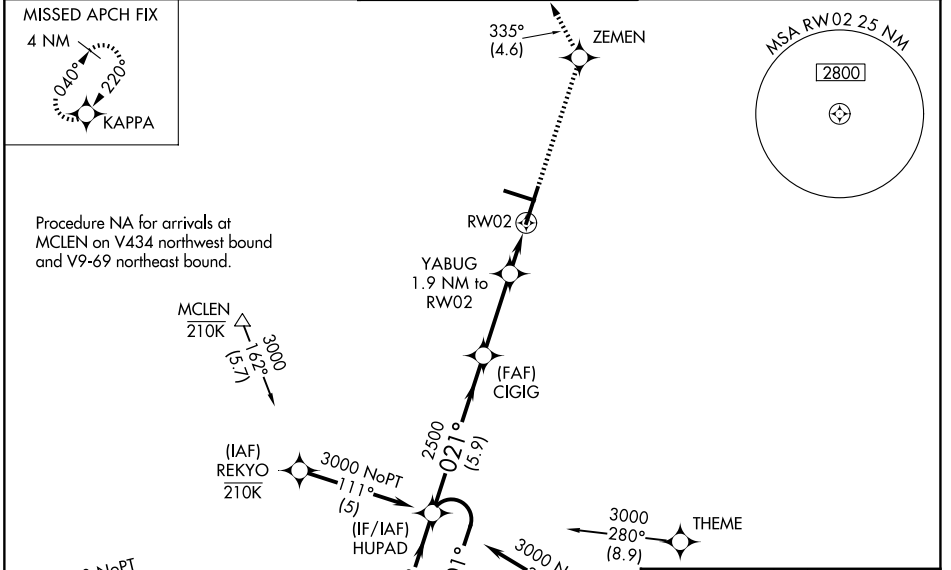 MISSED APCH FIX
4 NM
040°
220°
KAPPA
335°
(4.6)
ZEMEN
MSA RW02 25 NM
2800
Procedure NA for arrivals at
MCLEN on V434 northwest bound
and V9-69 northeast bound.
RW02
YABUG
1.9 NM to
RW02
MCLEN
210K
3000
162°
(5.7)
(FAF)
CIGIG
2500
021°
(5.9)
(IAF)
REKYO
210K
3000 NoPT
111°
(5)
(IF/IAF)
HUPAD
3000
280°
(8.9)
THEME
3000
NoPT